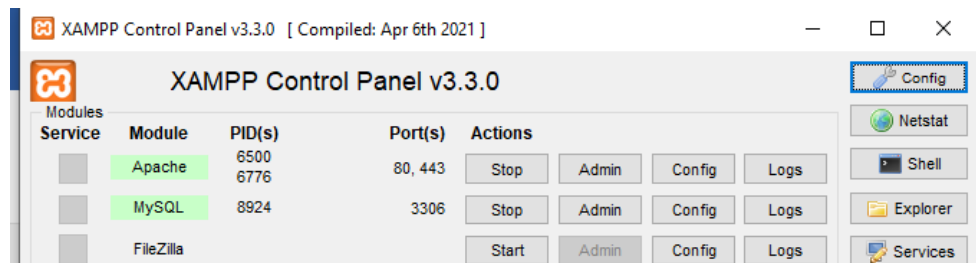 XAMPP Control Panel v3.3.0 [ Compiled: Apr 6th 2021 ]
XAMPP Control Panel v3.3.0
Config
Modules
Service Module PID(s) Port(s) Actions
Netstat
Apache 6500 6776 80, 443 Stop Admin Config Logs
Shell
MySQL 8924 3306 Stop Admin Config Logs
Explorer
FileZilla Start Admin Config Logs
Services